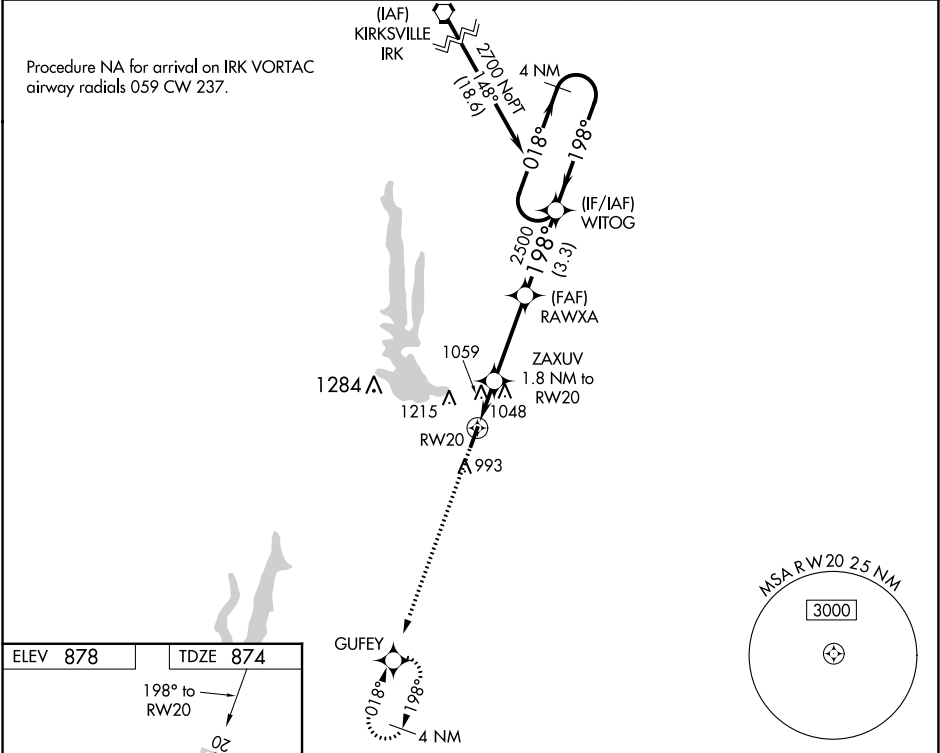 (IAF)
KIRKSVILLE
IRK
Procedure NA for arrival on IRK VORTAC
airway radials 059 CW 237.
2700 NoPT
148°
(18.6)
4 NM
018°
198°
(IF/IAF)
WITOG
2500
198°
(3.3)
(FAF)
RAWXA
ZAXUV
1.8 NM to
RW20
1059
1284
1215
1048
RW20
993
MSA RW20 25 NM
3000
GUFEY
018°
198°
4 NM
ELEV 878
TDZE 874
198° to
RW20
20